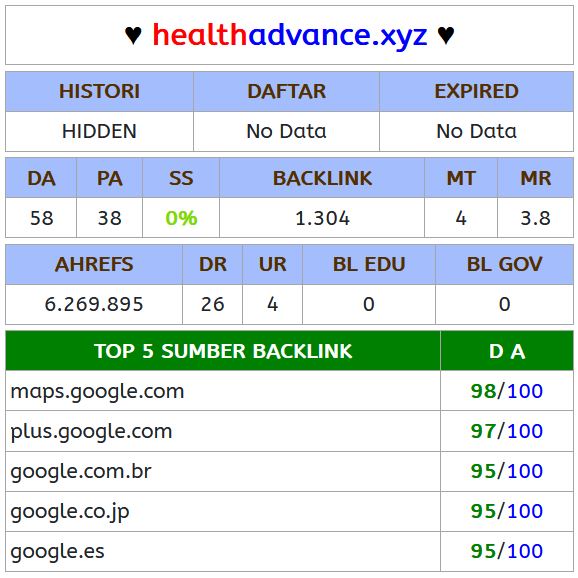 ♥ healthadvance.xyz ♥
HISTORI DAFTAR EXPIRED
HIDDEN No Data No Data
DA PA SS BACKLINK MT MR
58 38 0% 1.304 4 3.8
AHREFS DR UR BL EDU BL GOV
6.269.895 26 4 0 0
TOP 5 SUMBER BACKLINK D A
maps.google.com 98/100
plus.google.com 97/100
google.com.br 95/100
google.co.jp 95/100
google.es 95/100